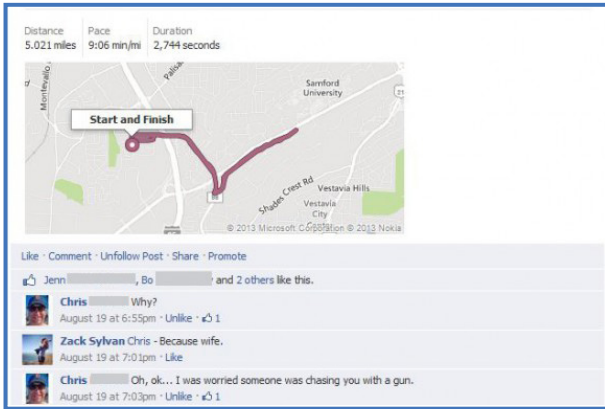 Distance Pace Duration
5.021 miles 9:06 min/mi 2,744 seconds
Montevallo
Palisa
Samford
University
Start and Finish
Shades Crest Rd
Vestavia Hills
Vestavia
City
© 2013 Microsoft Corporation © 2013 Nokia
Like · Comment · Unfollow Post · Share · Promote
Jenn , Bo and 2 others like this.
Chris Why?
August 19 at 6:55pm · Unlike · 1
Zack Sylvan Chris - Because wife.
August 19 at 7:01pm · Like
Chris Oh, ok... I was worried someone was chasing you with a gun.
August 19 at 7:03pm · Unlike · 1